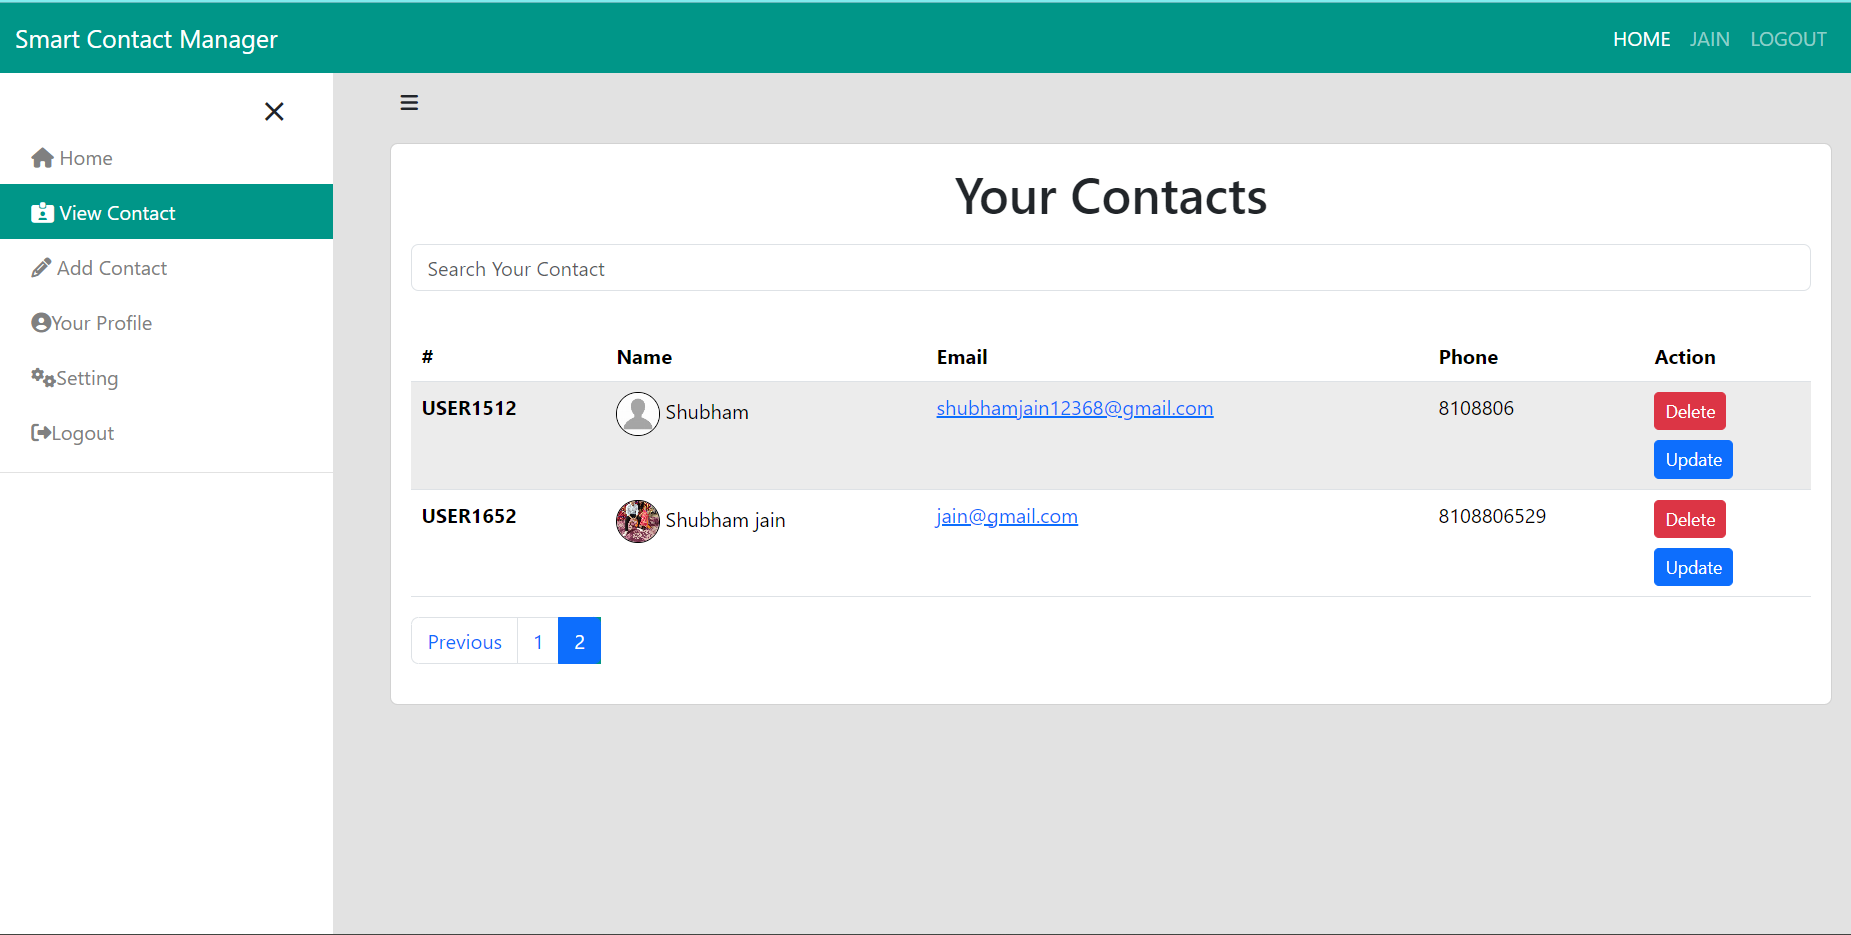 Smart Contact Manager
HOME JAIN LOGOUT
Home
View Contact
Add Contact
Your Profile
Setting
Logout
Your Contacts
Search Your Contact
# Name Email Phone Action
USER1512 Shubham shubhamjain12368@gmail.com 8108806 Delete
Update
USER1652 Shubham jain jain@gmail.com 8108806529 Delete
Update
Previous 1 2